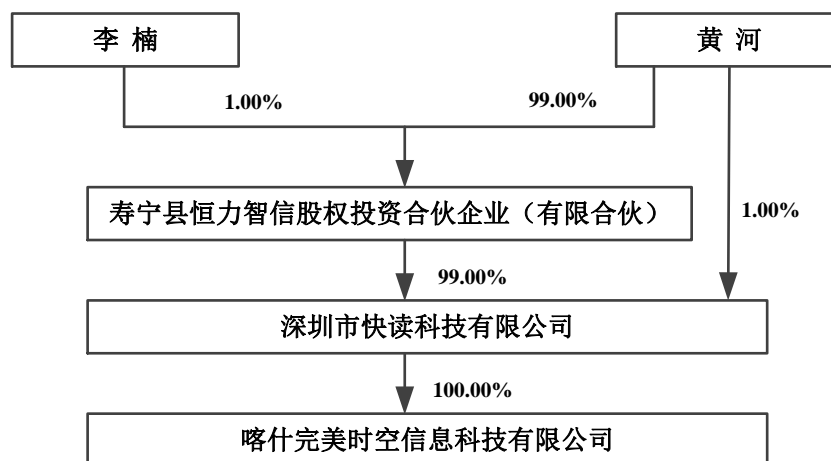 李 楠
黄 河
1.00%
99.00%
寿宁县恒力智信股权投资合伙企业（有限合伙）
1.00%
99.00%
深圳市快读科技有限公司
100.00%
喀什完美时空信息科技有限公司